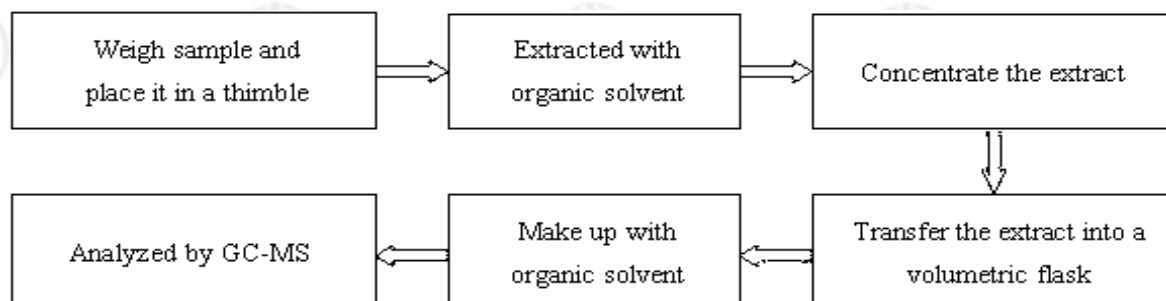 Weigh sample and
place it in a thimble
Extracted with
organic solvent
Concentrate the extract
Transfer the extract into a
volumetric flask
Make up with
organic solvent
Analyzed by GC-MS